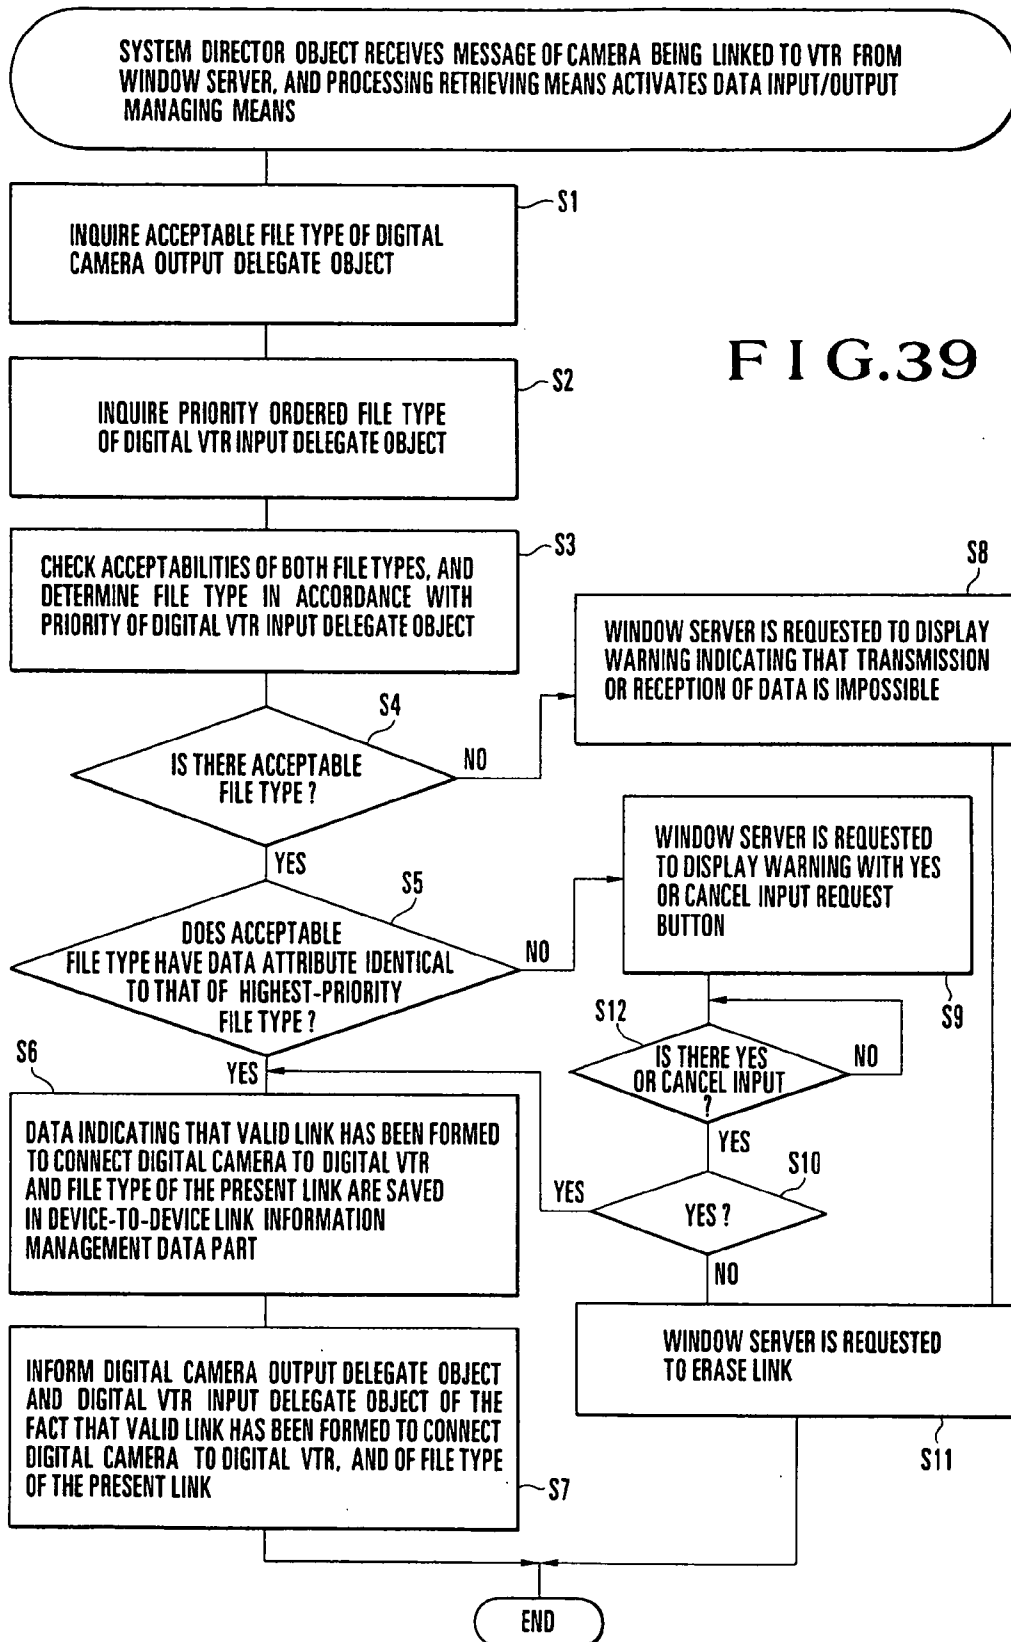 SYSTEM DIRECTOR OBJECT RECEIVES MESSAGE OF CAMERA BEING LINKED TO VTR FROM
WINDOW SERVER, AND PROCESSING RETRIEVING MEANS ACTIVATES DATA INPUT/OUTPUT
MANAGING MEANS
S1
INQUIRE ACCEPTABLE FILE TYPE OF DIGITAL
CAMERA OUTPUT DELEGATE OBJECT
FIG.39
S2
INQUIRE PRIORITY ORDERED FILE TYPE
OF DIGITAL VTR INPUT DELEGATE OBJECT
S3
CHECK ACCEPTABILITIES OF BOTH FILE TYPES, AND
DETERMINE FILE TYPE IN ACCORDANCE WITH
PRIORITY OF DIGITAL VTR INPUT DELEGATE OBJECT
S8
WINDOW SERVER IS REQUESTED TO DISPLAY
WARNING INDICATING THAT TRANSMISSION
OR RECEPTION OF DATA IS IMPOSSIBLE
S4
IS THERE ACCEPTABLE
FILE TYPE ?
NO
YES
S5
DOES ACCEPTABLE
FILE TYPE HAVE DATA ATTRIBUTE IDENTICAL
TO THAT OF HIGHEST-PRIORITY
FILE TYPE ?
NO
YES
WINDOW SERVER IS REQUESTED
TO DISPLAY WARNING WITH YES
OR CANCEL INPUT REQUEST
BUTTON
S9
S12
IS THERE YES
OR CANCEL INPUT
?
NO
YES
S10
YES ?
YES
NO
S6
DATA INDICATING THAT VALID LINK HAS BEEN FORMED
TO CONNECT DIGITAL CAMERA TO DIGITAL VTR
AND FILE TYPE OF THE PRESENT LINK ARE SAVED
IN DEVICE-TO-DEVICE LINK INFORMATION
MANAGEMENT DATA PART
WINDOW SERVER IS REQUESTED
TO ERASE LINK
S11
INFORM DIGITAL CAMERA OUTPUT DELEGATE OBJECT
AND DIGITAL VTR INPUT DELEGATE OBJECT OF THE
FACT THAT VALID LINK HAS BEEN FORMED TO CONNECT
DIGITAL CAMERA TO DIGITAL VTR, AND OF FILE TYPE
OF THE PRESENT LINK
S7
END